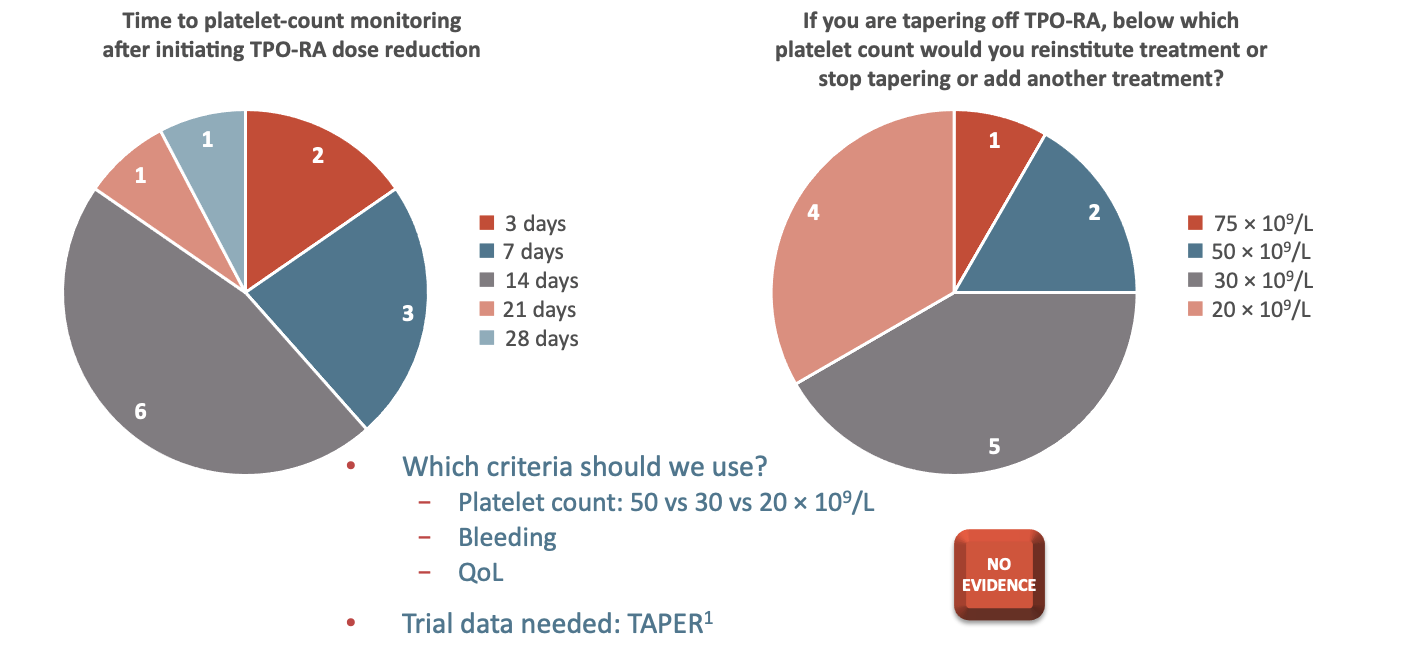 Time to platelet-count monitoring
after initiating TPO-RA dose reduction
1
1
2
3
6
3 days
7 days
14 days
21 days
28 days
If you are tapering off TPO-RA, below which
platelet count would you reinstitute treatment or
stop tapering or add another treatment?
1
2
4
5
75 × 10⁹/L
50 × 10⁹/L
30 × 10⁹/L
20 × 10⁹/L
• Which criteria should we use?
– Platelet count: 50 vs 30 vs 20 × 10⁹/L
– Bleeding
– QoL
• Trial data needed: TAPER¹
NO
EVIDENCE